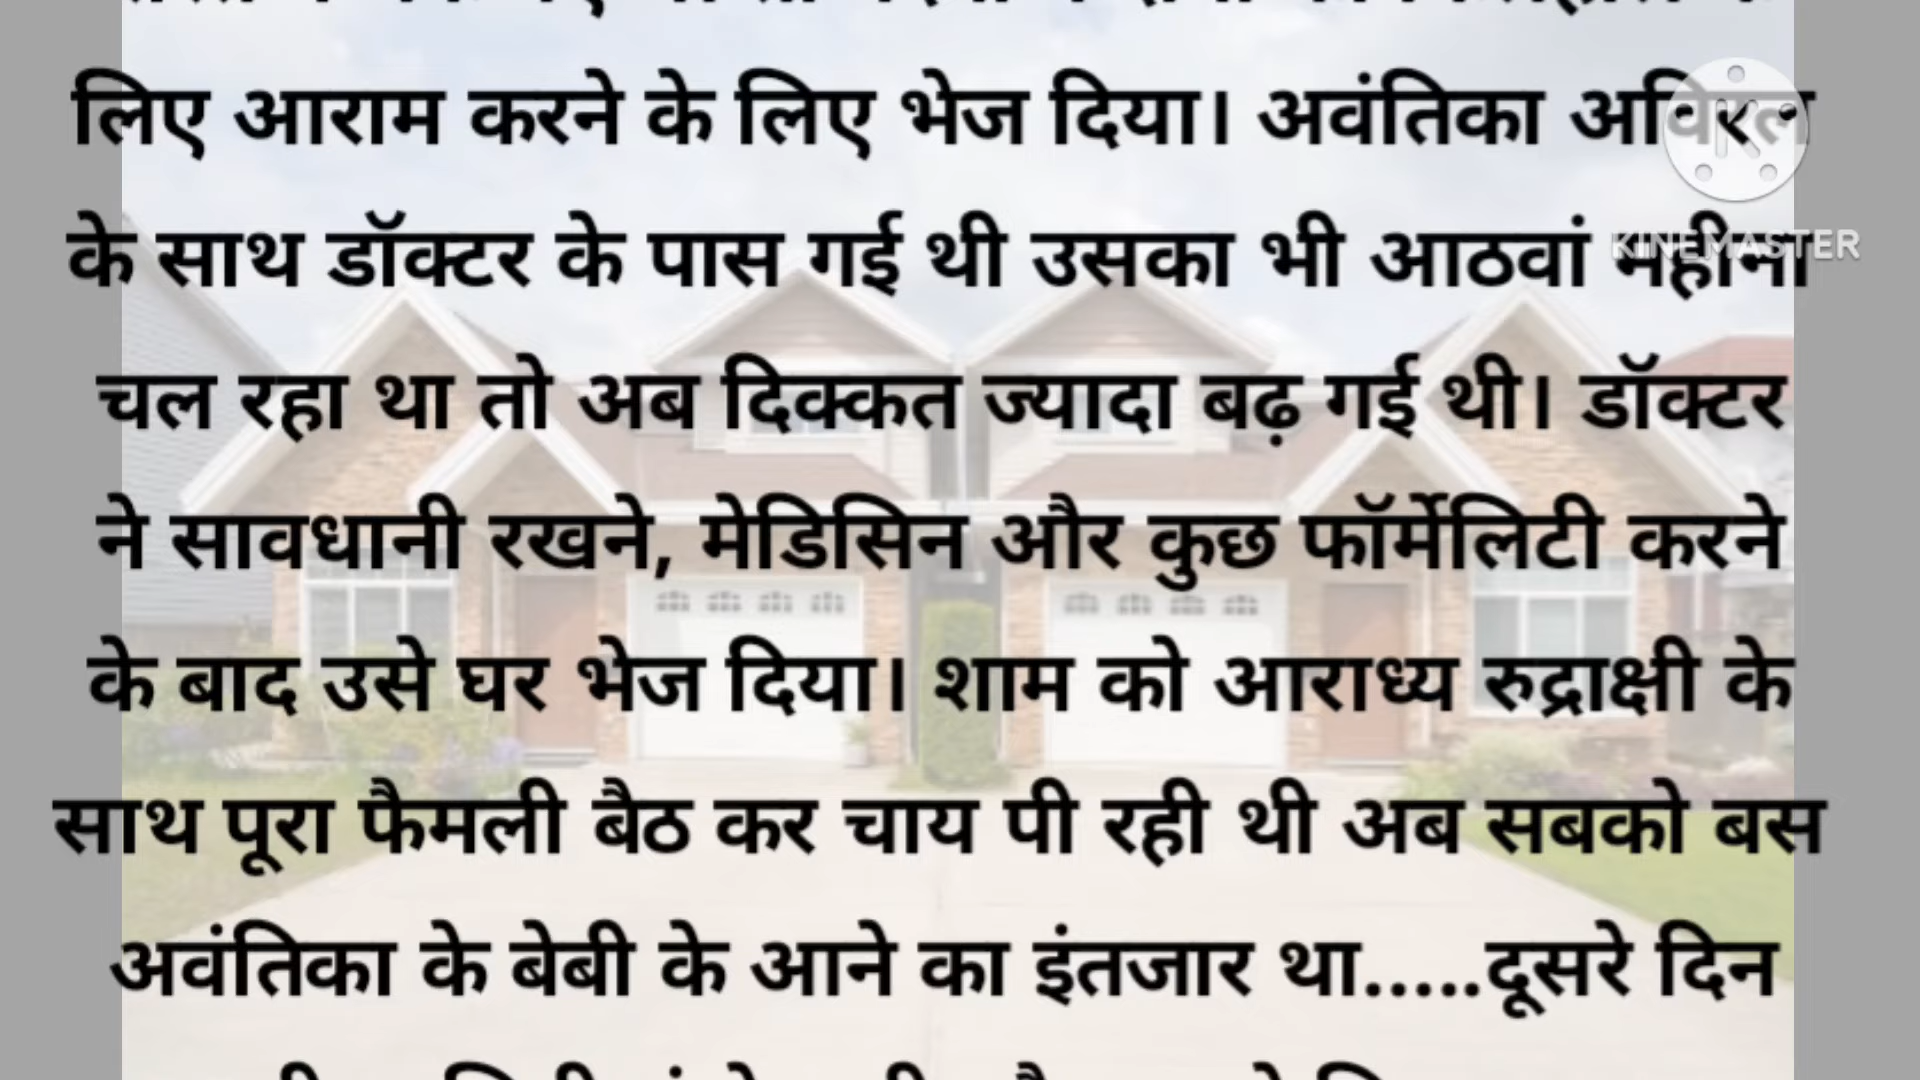 लिए आराम करने के लिए भेज दिया। अवंतिका अविरल
के साथ डॉक्टर के पास गई थी उसका भी आठवां महीना
KINEMASTER
चल रहा था तो अब दिक्कत ज्यादा बढ़ गई थी। डॉक्टर
ने सावधानी रखने, मेडिसिन और कुछ फॉर्मेलिटी करने
के बाद उसे घर भेज दिया। शाम को आराध्य रुद्राक्षी के
साथ पूरा फैमली बैठ कर चाय पी रही थी अब सबको बस
अवंतिका के बेबी के आने का इंतजार था.....दूसरे दिन